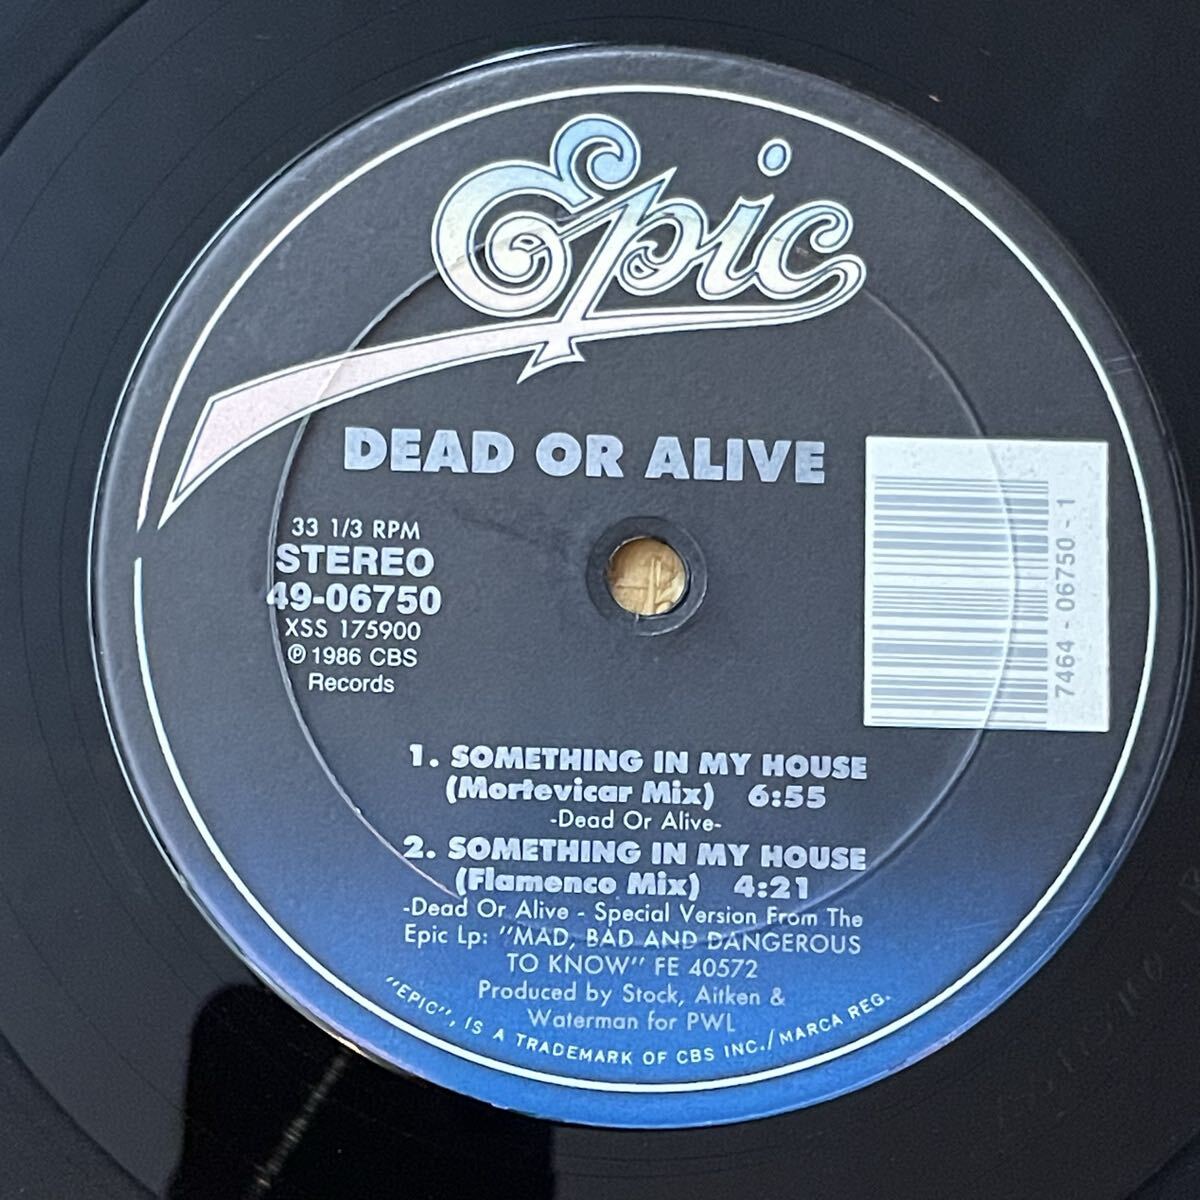 Epic
DEAD OR ALIVE
33 1/3 RPM
STEREO
49-06750
XSS 175900
℗ 1986 CBS
Records
7464 - 06750 - 1
1. SOMETHING IN MY HOUSE
(Mortevicar Mix) 6:55
-Dead Or Alive-
2. SOMETHING IN MY HOUSE
(Flamenco Mix) 4:21
-Dead Or Alive - Special Version From The
Epic Lp: "MAD, BAD AND DANGEROUS
TO KNOW" FE 40572
Produced by Stock, Aitken &
Waterman for PWL
"EPIC", IS A TRADEMARK OF CBS INC./MARCA REG.